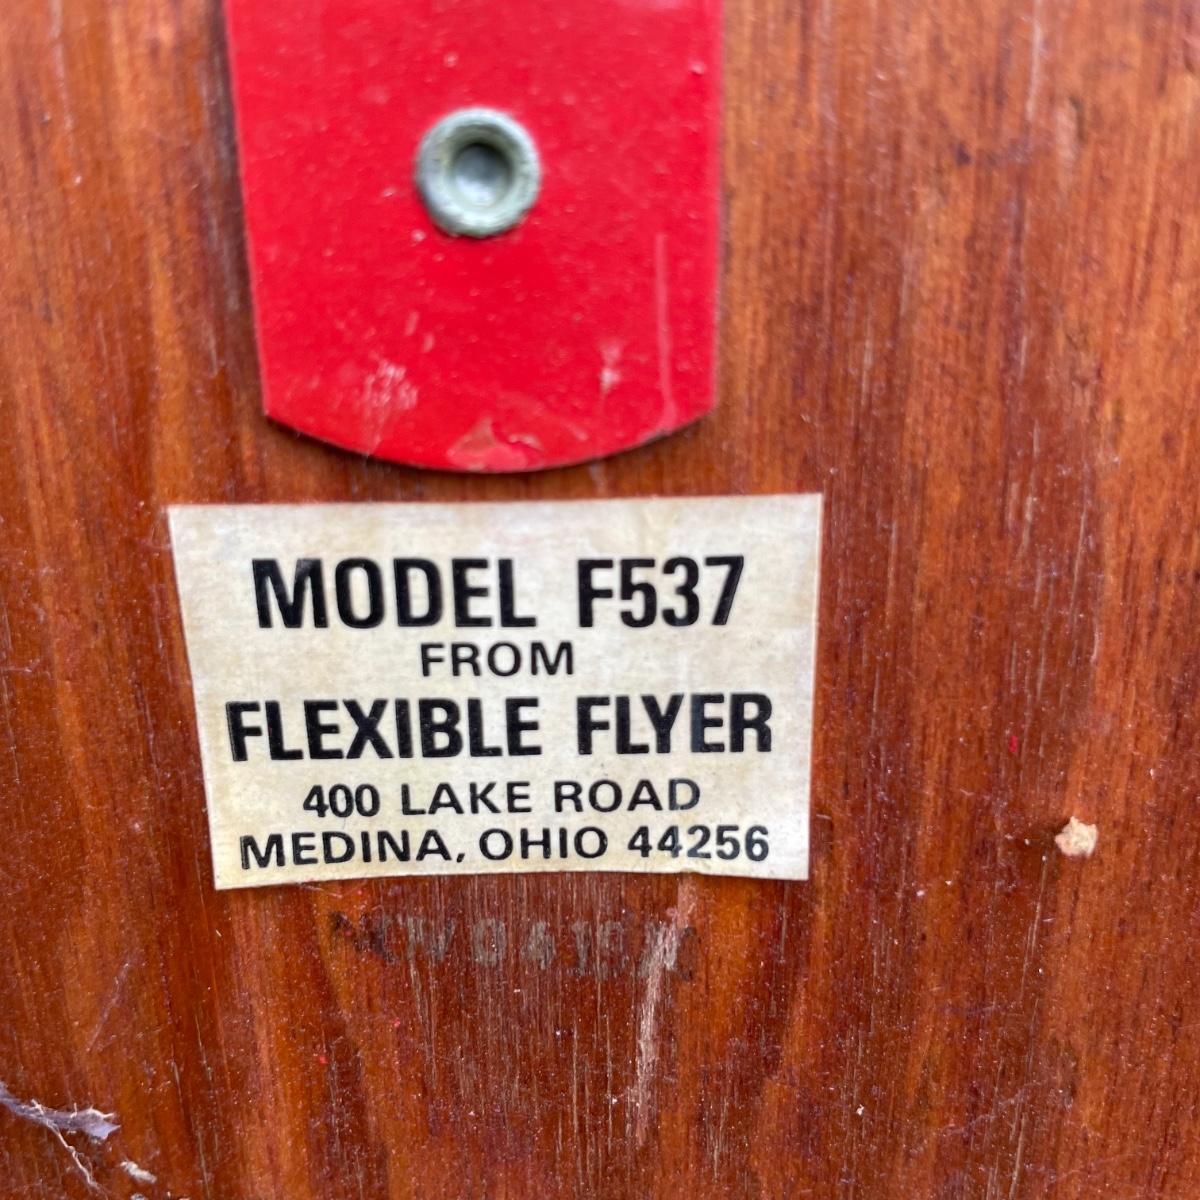 MODEL F537
FROM
FLEXIBLE FLYER
400 LAKE ROAD
MEDINA, OHIO 44256